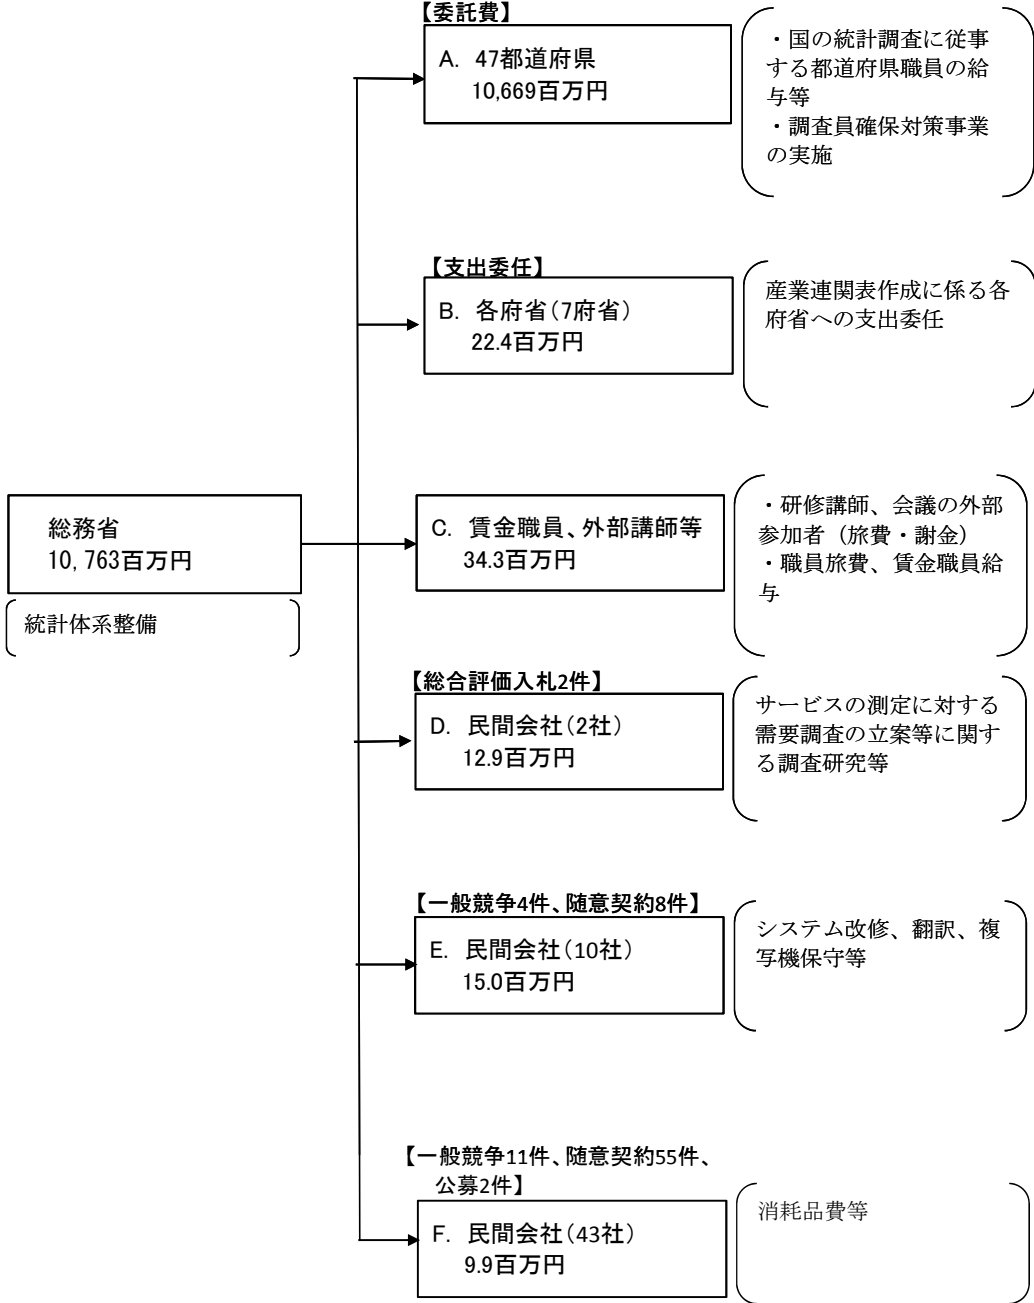 【委託費】
A. 47都道府県
10,669百万円
・国の統計調査に従事
する都道府県職員の給
与等
・調査員確保対策事業
の実施
【支出委任】
B. 各府省（7府省）
22.4百万円
産業連関表作成に係る各
府省への支出委任
総務省
10,763百万円
統計体系整備
C. 賃金職員、外部講師等
34.3百万円
・研修講師、会議の外部
参加者（旅費・謝金）
・職員旅費、賃金職員給
与
【総合評価入札2件】
D. 民間会社（2社）
12.9百万円
サービスの測定に対する
需要調査の立案等に関す
る調査研究等
【一般競争4件、随意契約8件】
E. 民間会社（10社）
15.0百万円
システム改修、翻訳、複
写機保守等
【一般競争11件、随意契約55件、
公募2件】
F. 民間会社（43社）
9.9百万円
消耗品費等